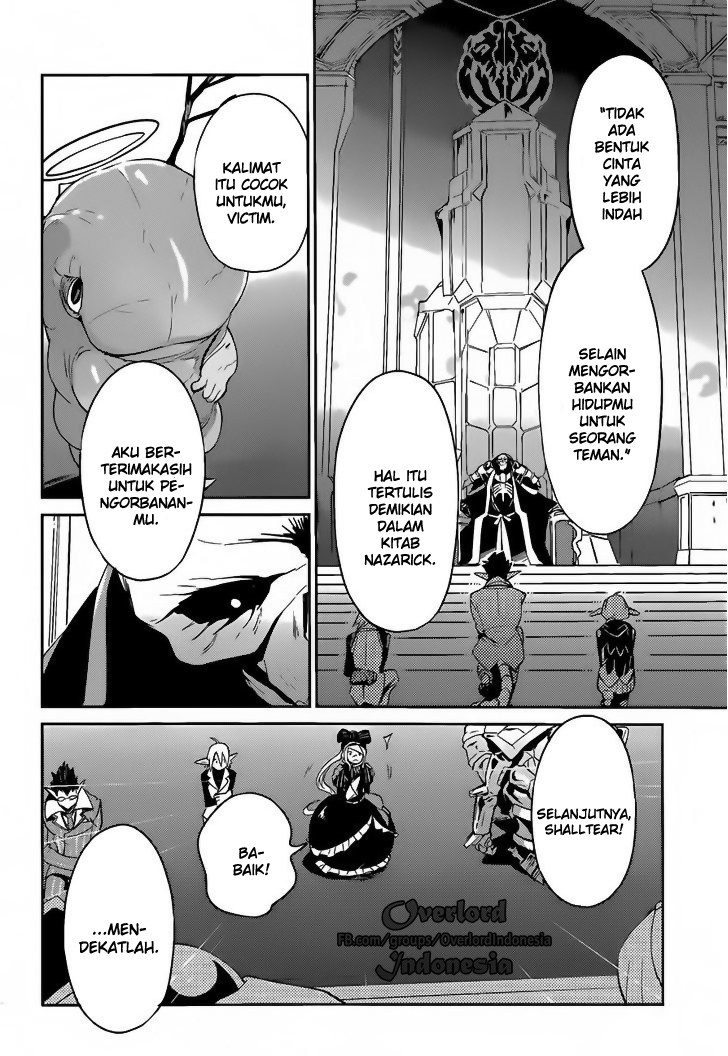 "TIDAK
ADA
BENTUK
CINTA
YANG
LEBIH
INDAH
SELAIN
MENGOR-
BANKAN
HIDUPMU
UNTUK
SEORANG
TEMAN."
HAL ITU
TERTULIS
DEMIKIAN
DALAM
KITAB
NAZARICK.
KALIMAT
ITU COCOK
UNTUKMU,
VICTIM.
AKU BER-
TERIMAKASIH
UNTUK PE-
NGORBANAN-
MU.
SELANJUTNYA,
SHALLTEAR!
BA-
BAIK!
...MEN-
DEKATLAH.
Overlord
FB.com/groups/OverlordIndonesia
Indonesia